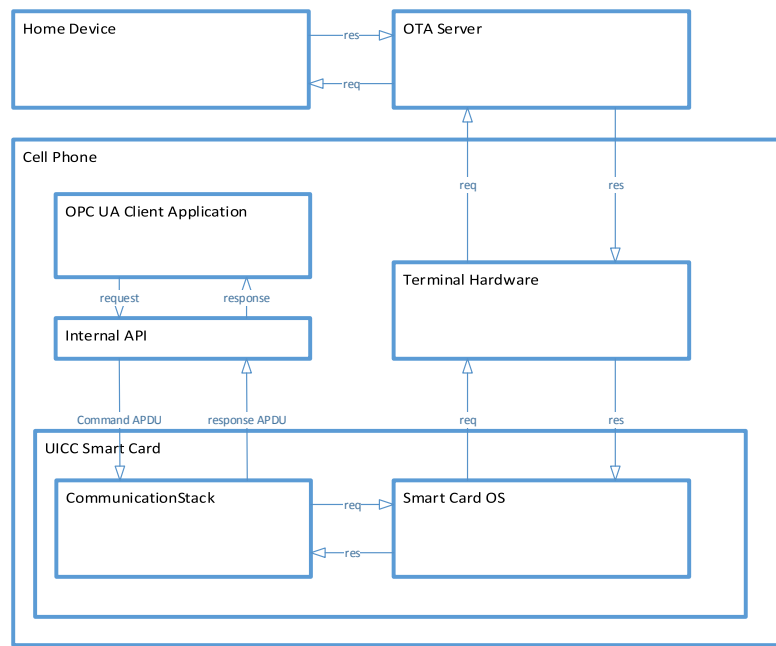 Home Device
OTA Server
res
req
Cell Phone
req
res
OPC UA Client Application
Terminal Hardware
request
response
Internal API
Command APDU
response APDU
req
res
UICC Smart Card
CommunicationStack
Smart Card OS
req
res